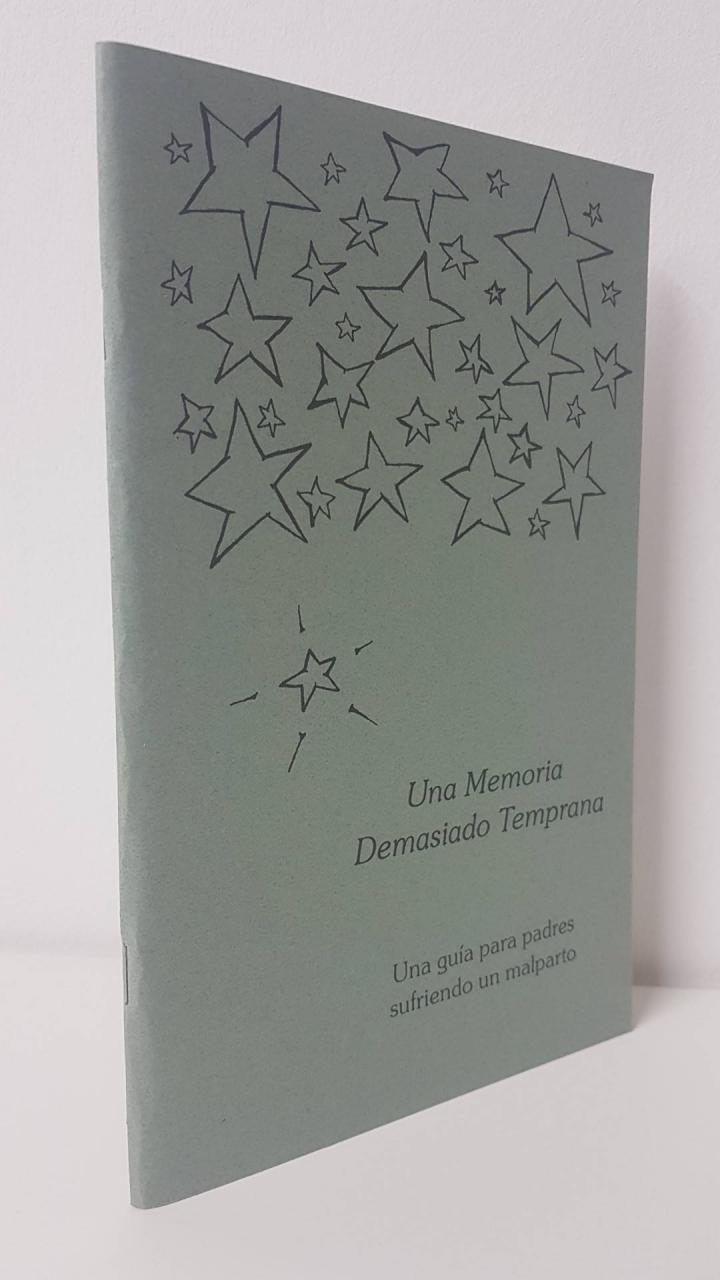 Una Memoria
Demasiado Temprana
Una guía para padres
sufriendo un malparto